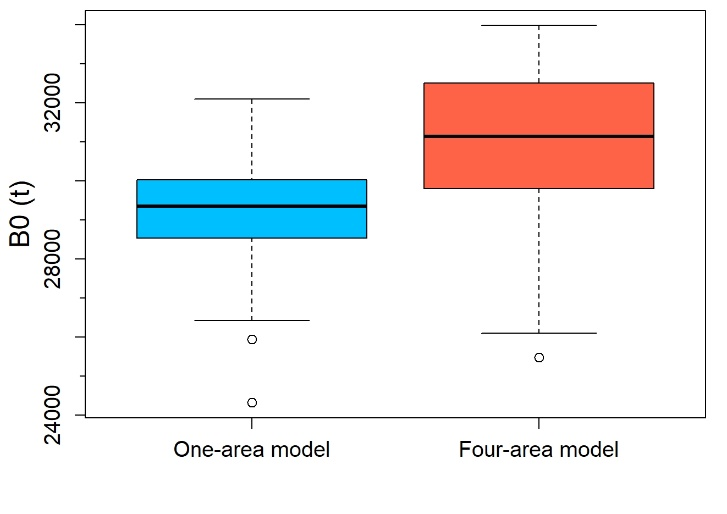 B0 (t)
32000
28000
24000
One-area model
Four-area model